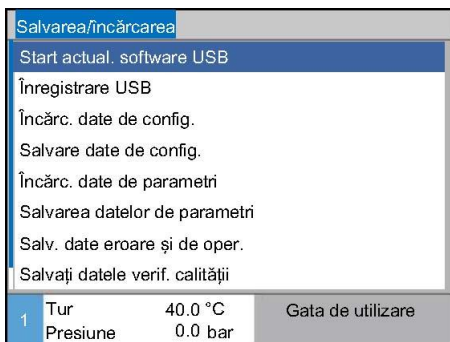 Salvarea/încărcarea
Start actual. software USB
Înregistrare USB
Încărc. date de config.
Salvare date de config.
Încărc. date de parametri
Salvarea datelor de parametri
Salv. date eroare și de oper.
Salvați datele verif. calității
1 Tur 40.0 °C Gata de utilizare
Presiune 0.0 bar